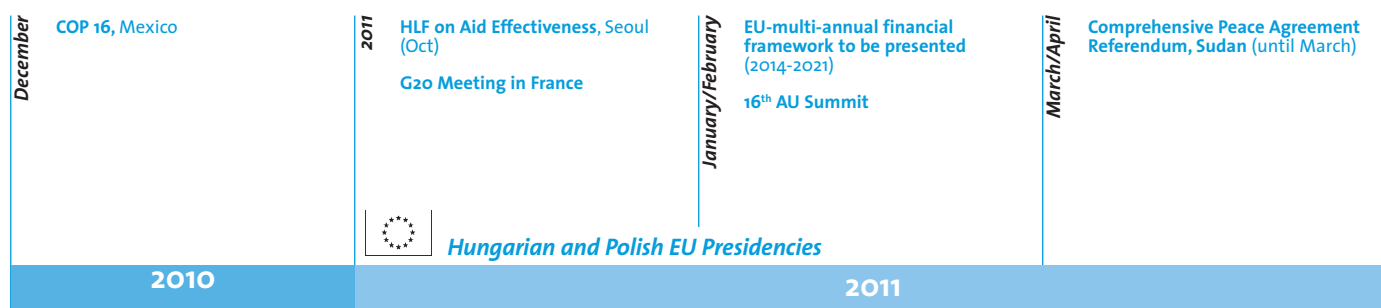 December
COP 16, Mexico
2011
HLF on Aid Effectiveness, Seoul
(Oct)
G20 Meeting in France
January/February
EU-multi-annual financial
framework to be presented
(2014-2021)
16th AU Summit
March/April
Comprehensive Peace Agreement
Referendum, Sudan (until March)
Hungarian and Polish EU Presidencies
2010
2011